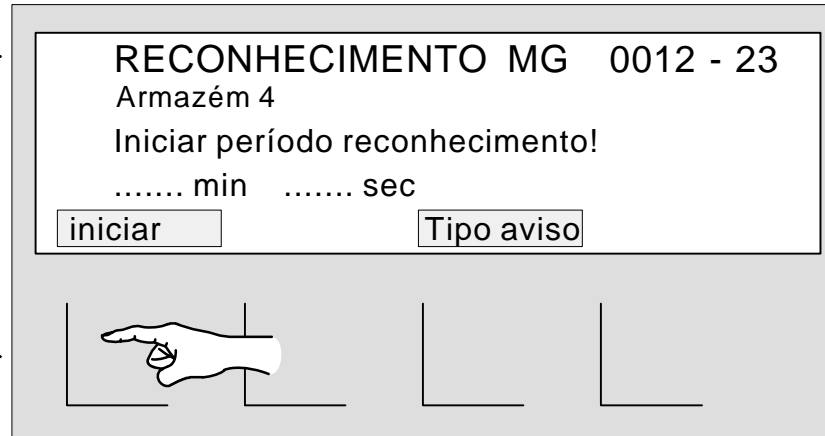 RECONHECIMENTO MG 0012 - 23
Armazém 4
Iniciar período reconhecimento!
....... min ....... sec
iniciar Tipo aviso